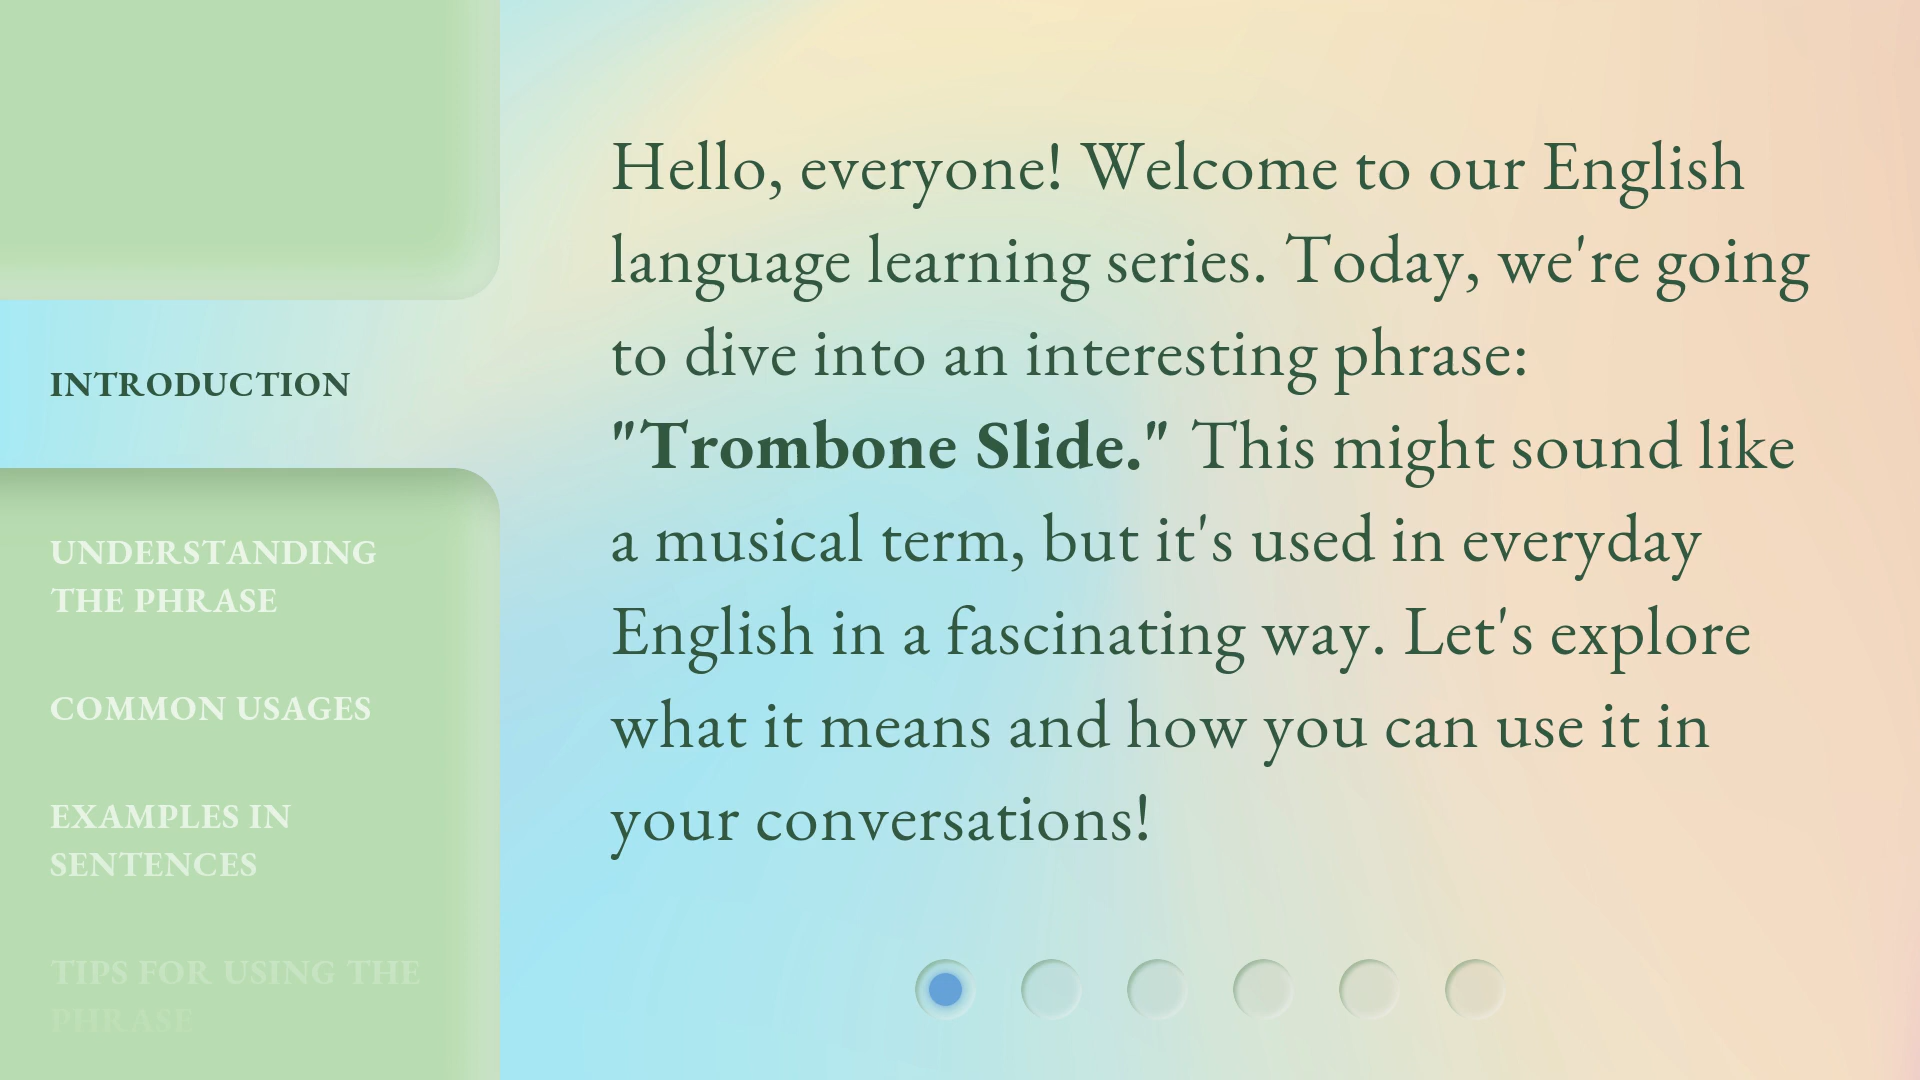 INTRODUCTION
UNDERSTANDING
THE PHRASE
COMMON USAGES
EXAMPLES IN
SENTENCES
TIPS FOR USING THE
PHRASE
Hello, everyone! Welcome to our English
language learning series. Today, we're going
to dive into an interesting phrase:
"Trombone Slide." This might sound like
a musical term, but it's used in everyday
English in a fascinating way. Let's explore
what it means and how you can use it in
your conversations!